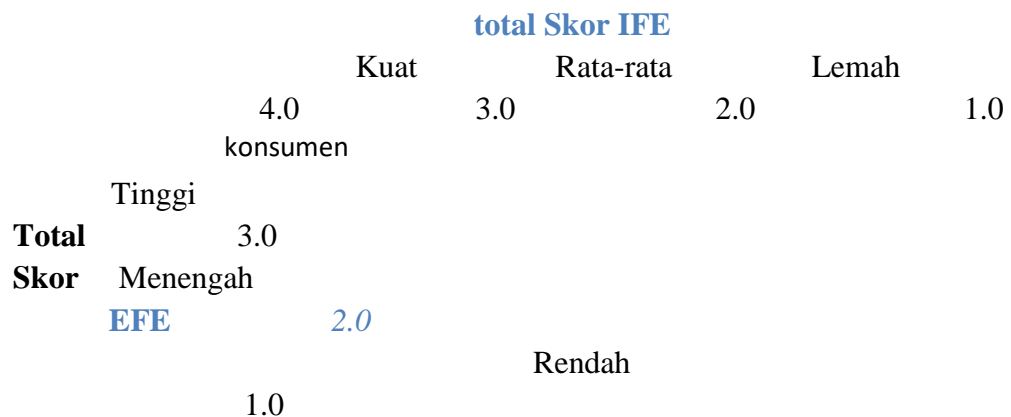 total Skor IFE
Kuat Rata-rata Lemah
4.0 3.0 2.0 1.0
konsumen
Tinggi
Total 3.0
Skor Menengah
EFE 2.0
Rendah
1.0